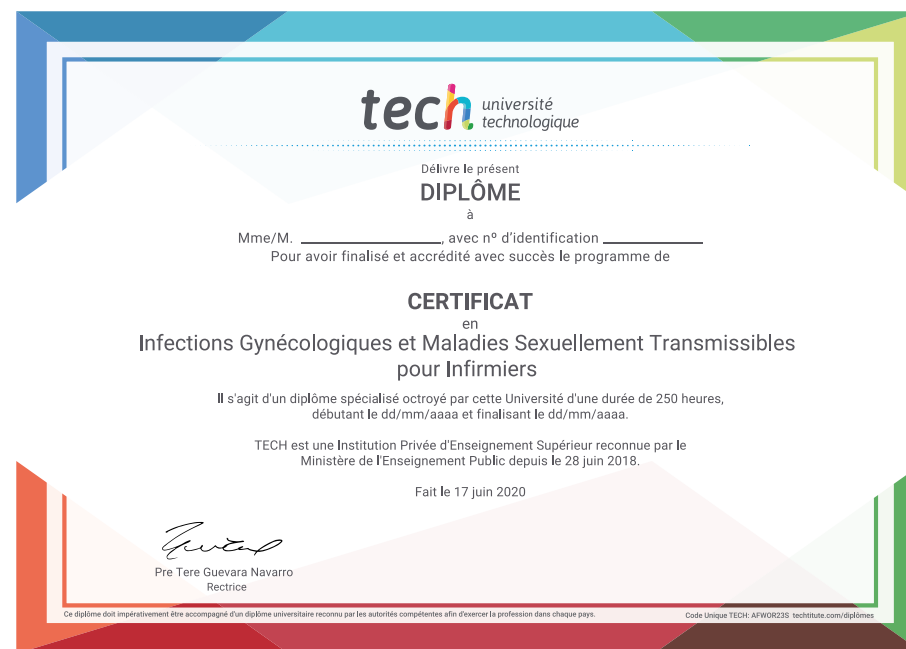 tech université
technologique
Délivre le présent
DIPLÔME
à
Mme/M. ____________________, avec nº d'identification ______________
Pour avoir finalisé et accrédité avec succès le programme de
CERTIFICAT
en
Infections Gynécologiques et Maladies Sexuellement Transmissibles
pour Infirmiers
Il s'agit d'un diplôme spécialisé octroyé par cette Université d'une durée de 250 heures,
débutant le dd/mm/aaaa et finalisant le dd/mm/aaaa.
TECH est une Institution Privée d'Enseignement Supérieur reconnue par le
Ministère de l'Enseignement Public depuis le 28 juin 2018.
Fait le 17 juin 2020
Pre Tere Guevara Navarro
Rectrice
Ce diplôme doit impérativement être accompagné d'un diplôme universitaire reconnu par les autorités compétentes afin d'exercer la profession dans chaque pays.
Code Unique TECH: AFWOR23S techtitute.com/diplômes